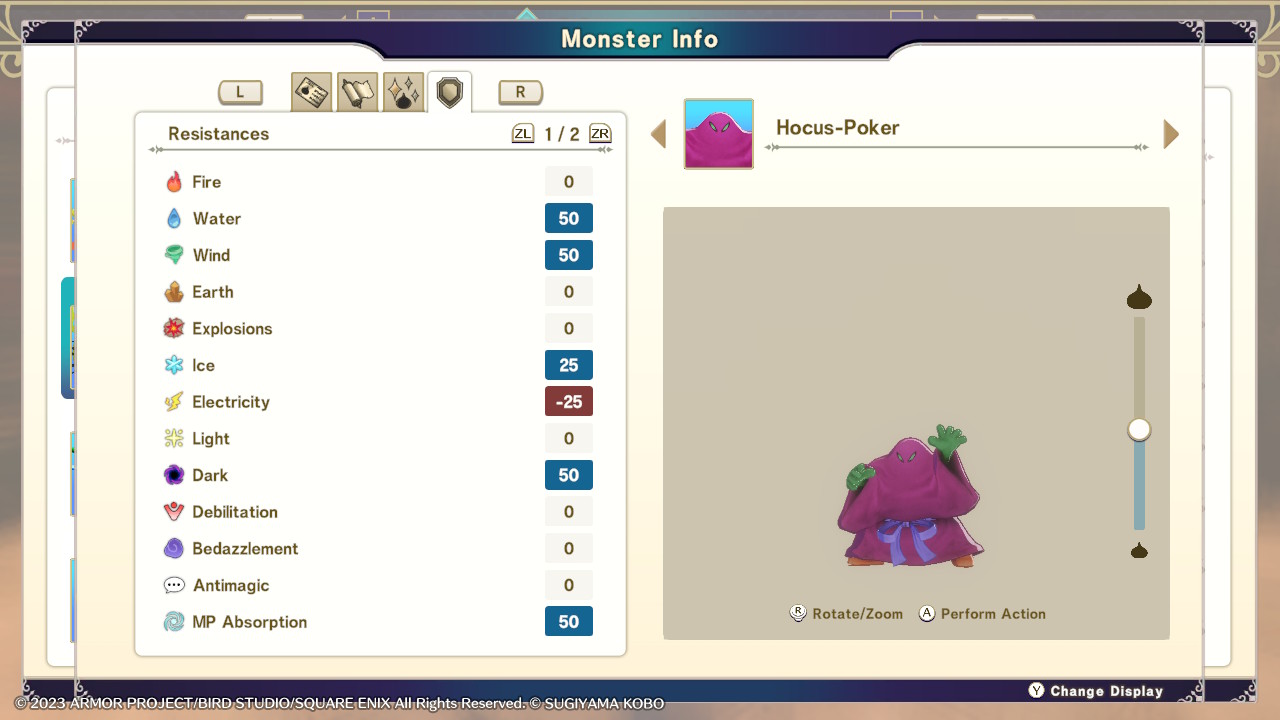 Monster Info
L
R
Resistances
ZL 1 / 2 ZR
Hocus-Poker
Fire 0
Water 50
Wind 50
Earth 0
Explosions 0
Ice 25
Electricity -25
Light 0
Dark 50
Debilitation 0
Bedazzlement 0
Antimagic 0
MP Absorption 50
R Rotate/Zoom A Perform Action
Y Change Display
© 2023 ARMOR PROJECT/BIRD STUDIO/SQUARE ENIX All Rights Reserved. © SUGIYAMA KOBO